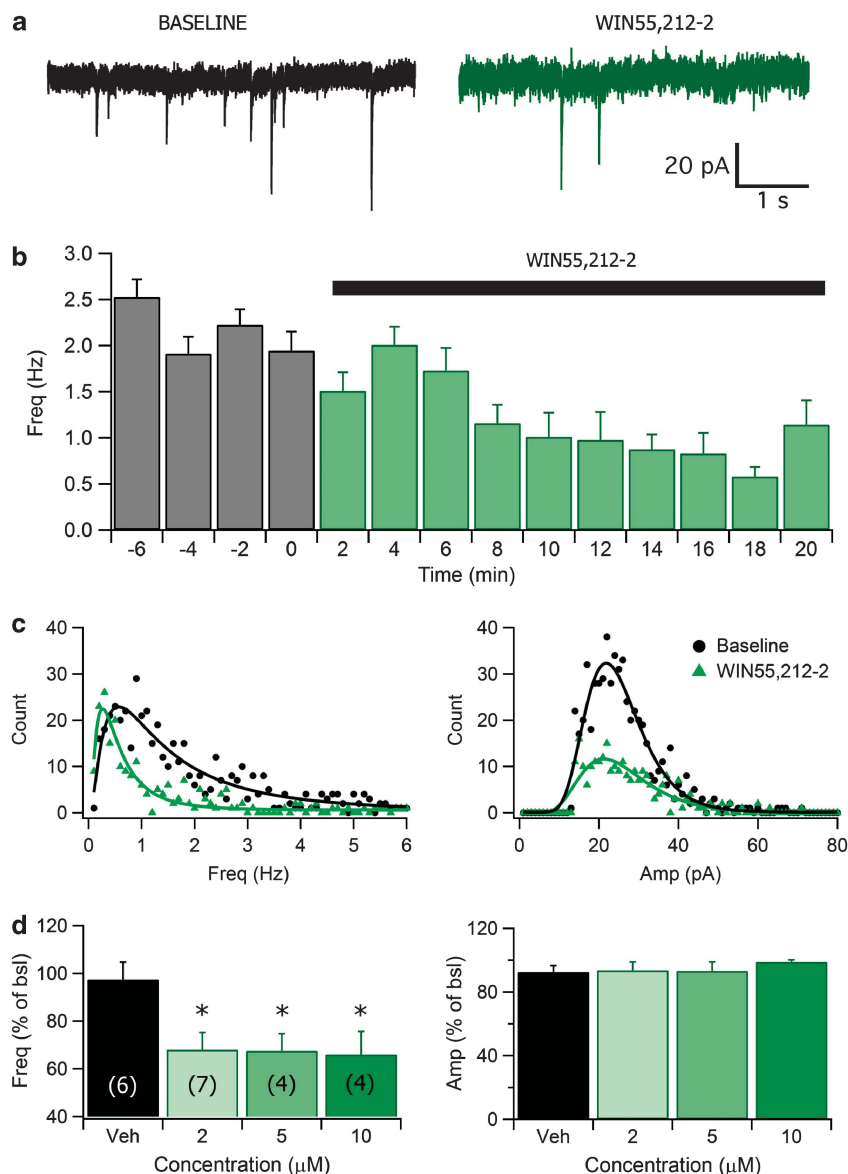 a
BASELINE
WIN55,212-2
20 pA
1 s
b
WIN55,212-2
3.0
2.5
2.0
1.5
1.0
0.5
0.0
Freq (Hz)
-6 -4 -2 0 2 4 6 8 10 12 14 16 18 20
Time (min)
c
40
30
20
10
0
Count
0 1 2 3 4 5 6
Freq (Hz)
40
30
20
10
0
Count
Baseline
WIN55,212-2
0 20 40 60 80
Amp (pA)
d
120
100
80
60
40
Freq (% of bsl)
* * *
(6) (7) (4) (4)
Veh 2 5 10
Concentration (μM)
120
80
40
0
Amp (% of bsl)
Veh 2 5 10
Concentration (μM)